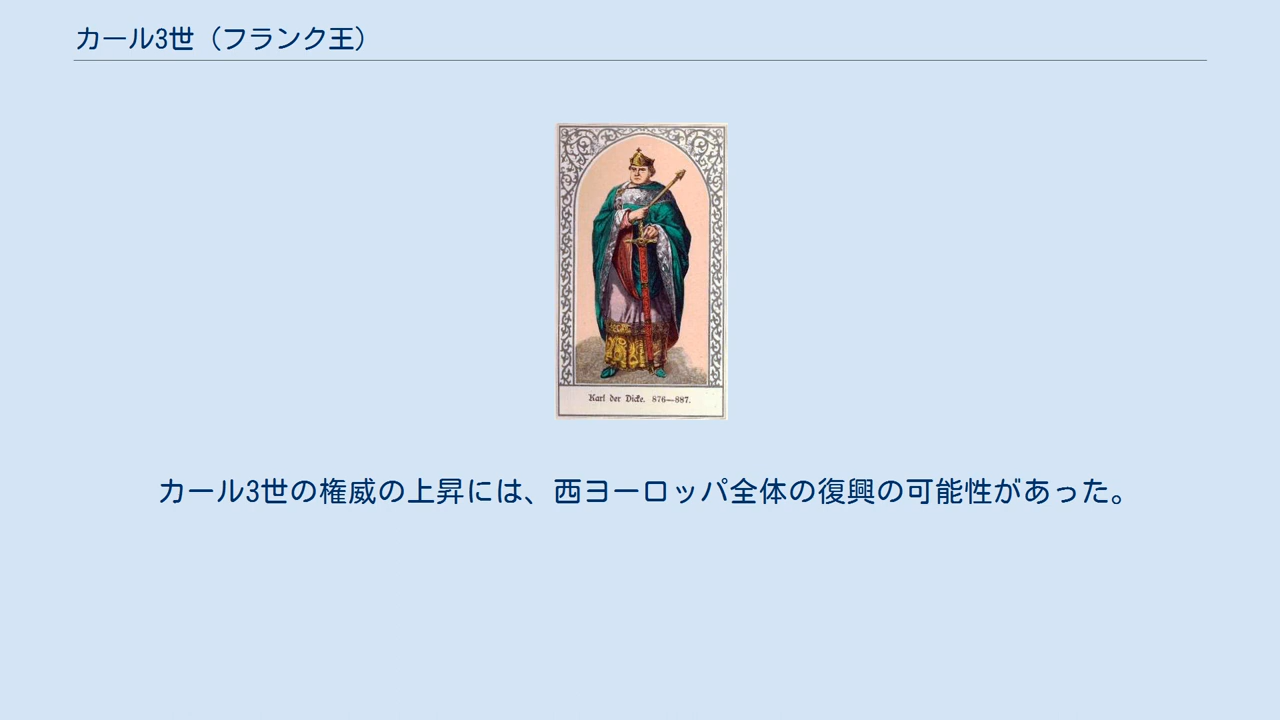 カール3世（フランク王）
Karl der Dicke. 876—887.
カール3世の権威の上昇には、西ヨーロッパ全体の復興の可能性があった。